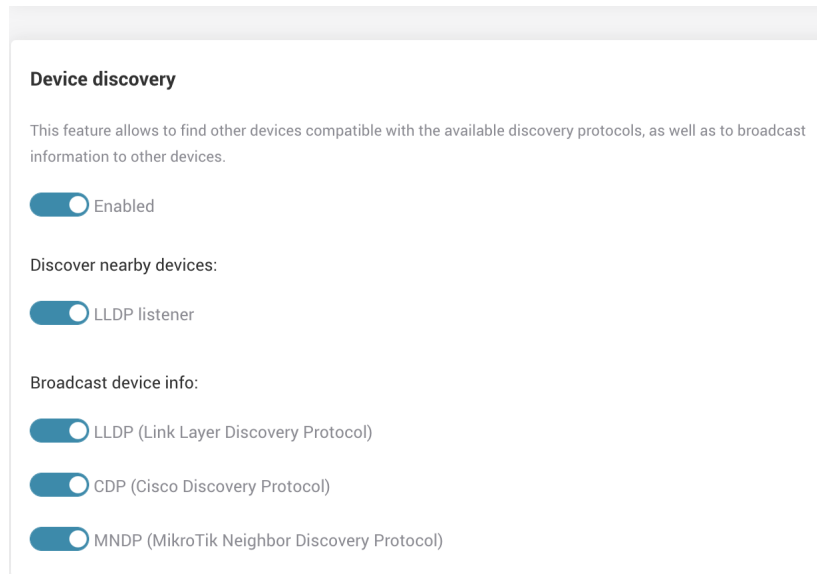 Device discovery
This feature allows to find other devices compatible with the available discovery protocols, as well as to broadcast
information to other devices.
Enabled
Discover nearby devices:
LLDP listener
Broadcast device info:
LLDP (Link Layer Discovery Protocol)
CDP (Cisco Discovery Protocol)
MNDP (MikroTik Neighbor Discovery Protocol)